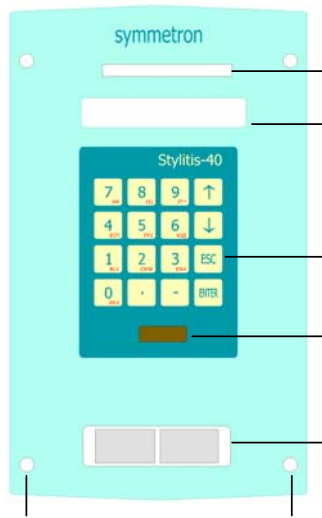 symmetron
Stylitis-40
7 8 9 ↑
4 5 6 ↓
1 2 3 ESC
0 . - ENTER